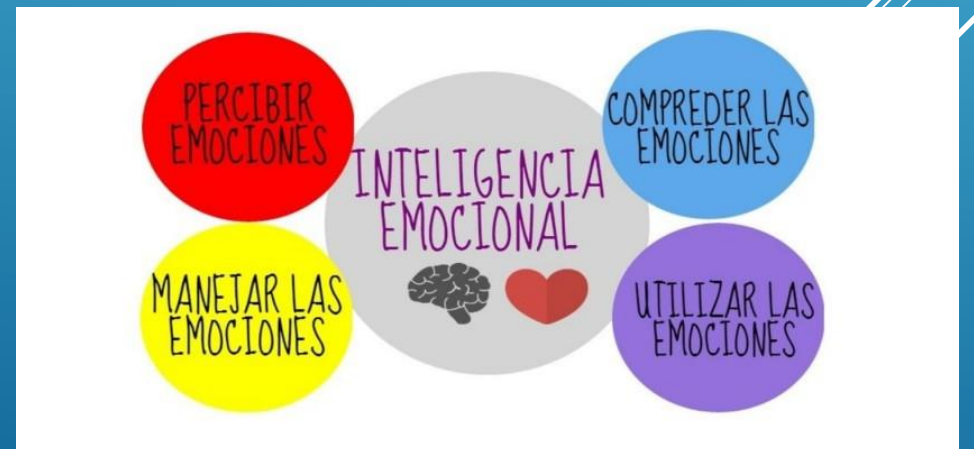 PERCIBIR
EMOCIONES
COMPREDER LAS
EMOCIONES
INTELIGENCIA
EMOCIONAL
MANEJAR LAS
EMOCIONES
UTILIZAR LAS
EMOCIONES